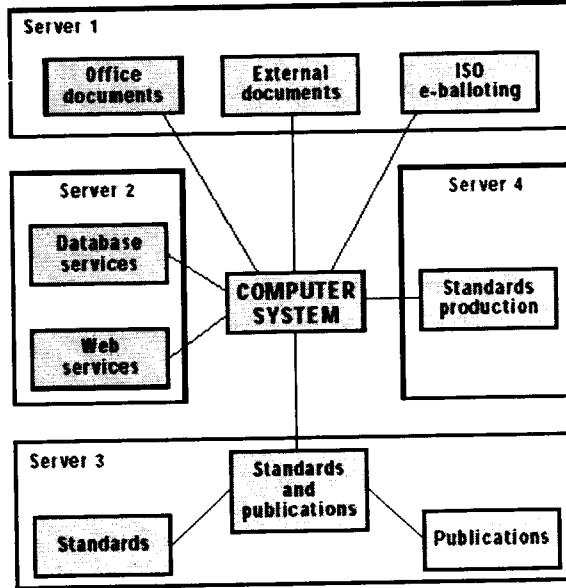 Server 1
Office
documents
External
documents
ISO
e-balloting
Server 2
Database
services
Web
services
Server 4
Standards
production
COMPUTER
SYSTEM
Server 3
Standards
and
publications
Standards
Publications